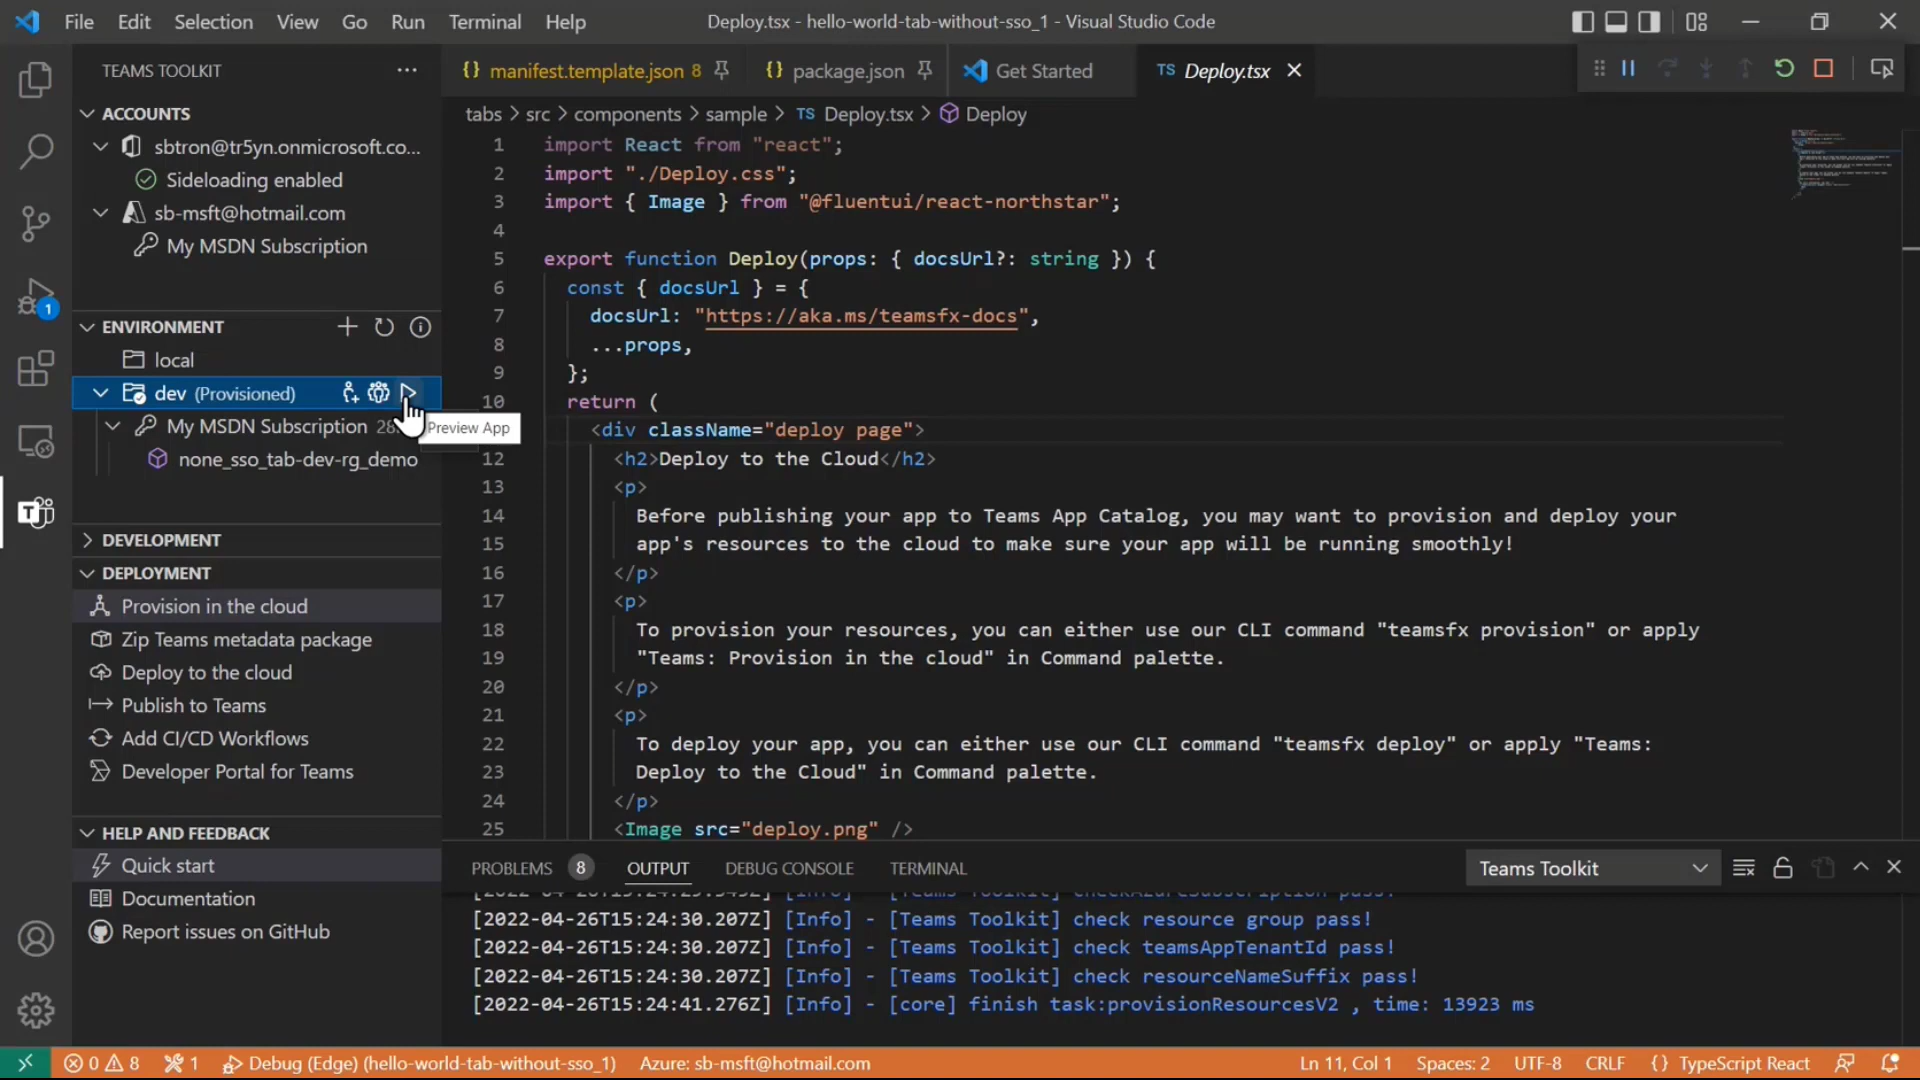 File Edit Selection View Go Run Terminal Help
Deploy.tsx - hello-world-tab-without-sso_1 - Visual Studio Code
TEAMS TOOLKIT
ACCOUNTS
sbtron@tr5yn.onmicrosoft.co...
Sideloading enabled
sb-msft@hotmail.com
My MSDN Subscription
1
ENVIRONMENT
local
dev (Provisioned)
Preview App
My MSDN Subscription
none_sso_tab-dev-rg_demo
DEVELOPMENT
DEPLOYMENT
Provision in the cloud
Zip Teams metadata package
Deploy to the cloud
Publish to Teams
Add CI/CD Workflows
Developer Portal for Teams
HELP AND FEEDBACK
Quick start
Documentation
Report issues on GitHub
{} manifest.template.json 8
{} package.json
Get Started
TS Deploy.tsx
tabs > src > components > sample > TS Deploy.tsx > Deploy
1 import React from "react";
2 import "./Deploy.css";
3 import { Image } from "@fluentui/react-northstar";
4
5 export function Deploy(props: { docsUrl?: string }) {
6 const { docsUrl } = {
7 docsUrl: "https://aka.ms/teamsfx-docs",
8 ...props,
9 };
10 return (
<div className="deploy page">
12 <h2>Deploy to the Cloud</h2>
13 <p>
14 Before publishing your app to Teams App Catalog, you may want to provision and deploy your
15 app's resources to the cloud to make sure your app will be running smoothly!
16 </p>
17 <p>
18 To provision your resources, you can either use our CLI command "teamsfx provision" or apply
19 "Teams: Provision in the cloud" in Command palette.
20 </p>
21 <p>
22 To deploy your app, you can either use our CLI command "teamsfx deploy" or apply "Teams:
23 Deploy to the Cloud" in Command palette.
24 </p>
25 <Image src="deploy.png" />
PROBLEMS 8 OUTPUT DEBUG CONSOLE TERMINAL
Teams Toolkit
[Info] - [Teams Toolkit] checkAzureSubscription pass!
[2022-04-26T15:24:30.207Z] [Info] - [Teams Toolkit] check resource group pass!
[2022-04-26T15:24:30.207Z] [Info] - [Teams Toolkit] check teamsAppTenantId pass!
[2022-04-26T15:24:30.207Z] [Info] - [Teams Toolkit] check resourceNameSuffix pass!
[2022-04-26T15:24:41.276Z] [Info] - [core] finish task:provisionResourcesV2 , time: 13923 ms
0 8 1 Debug (Edge) (hello-world-tab-without-sso_1) Azure: sb-msft@hotmail.com
Ln 11, Col 1 Spaces: 2 UTF-8 CRLF {} TypeScript React